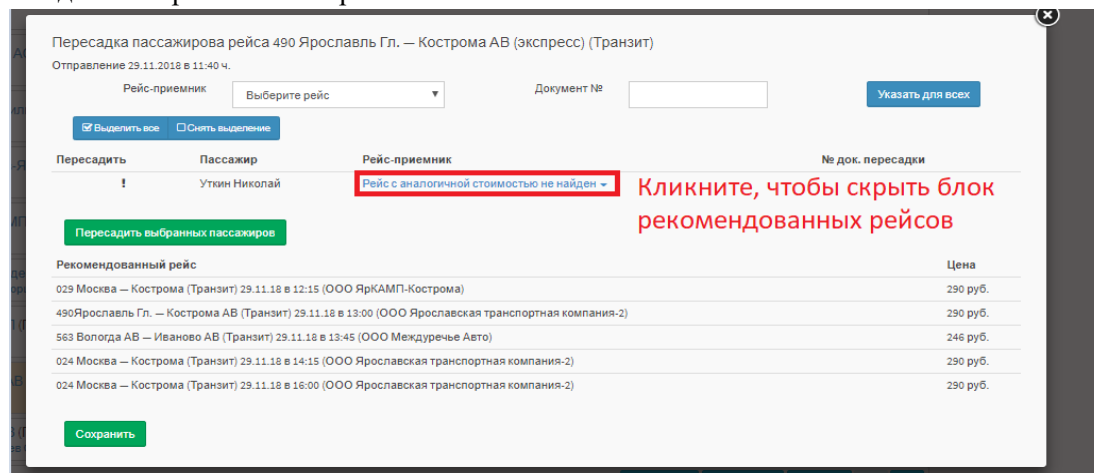 Пересадка пассажирова рейса 490 Ярославль Гл. — Кострома АВ (экспресс) (Транзит)
Отправление 29.11.2018 в 11:40 ч.
Рейс-приемник Выберите рейс Документ № Указать для всех
Выделить все Снять выделение
Пересадить Пассажир Рейс-приемник № док. пересадки
! Уткин Николай Рейс с аналогичной стоимостью не найден
Кликните, чтобы скрыть блок
рекомендованных рейсов
Пересадить выбранных пассажиров
Рекомендованный рейс Цена
029 Москва — Кострома (Транзит) 29.11.18 в 12:15 (ООО ЯрКАМП-Кострома) 290 руб.
490Ярославль Гл. — Кострома АВ (Транзит) 29.11.18 в 13:00 (ООО Ярославская транспортная компания-2) 290 руб.
563 Вологда АВ — Иваново АВ (Транзит) 29.11.18 в 13:45 (ООО Междуречье Авто) 246 руб.
024 Москва — Кострома (Транзит) 29.11.18 в 14:15 (ООО Ярославская транспортная компания-2) 290 руб.
024 Москва — Кострома (Транзит) 29.11.18 в 16:00 (ООО Ярославская транспортная компания-2) 290 руб.
Сохранить